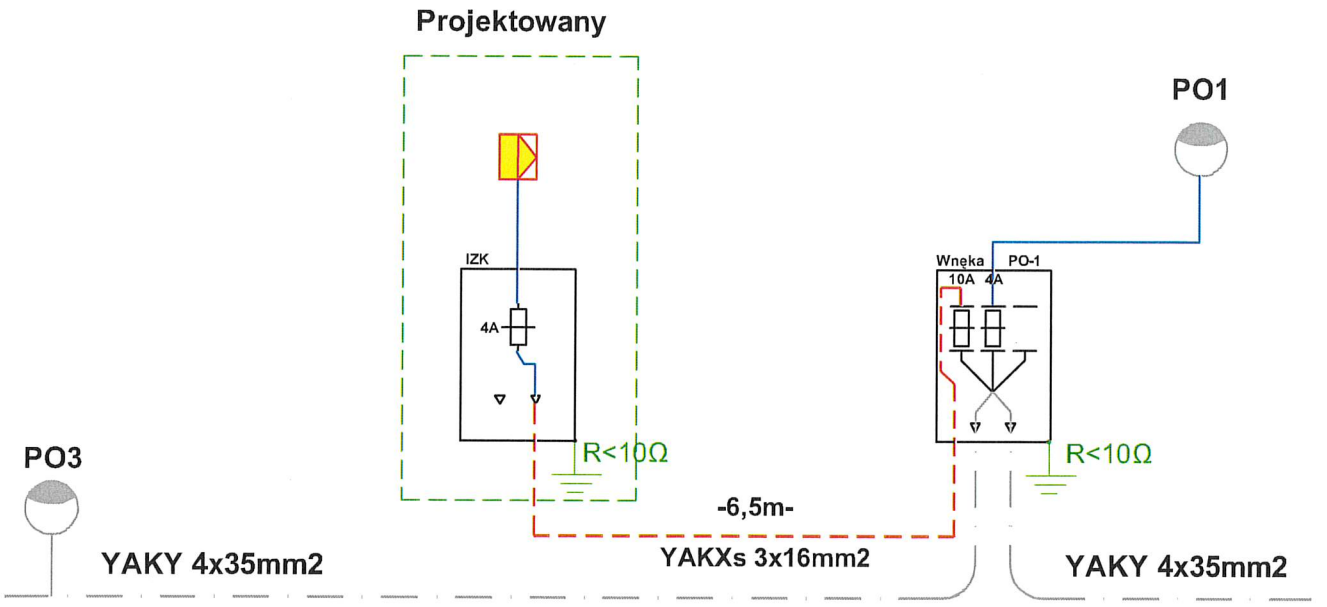 Projektowany
PO1
IZK
Wnęka PO-1
10A 4A
4A
PO3
R<10Ω
R<10Ω
-6,5m-
YAKY 4x35mm2
YAKXs 3x16mm2
YAKY 4x35mm2